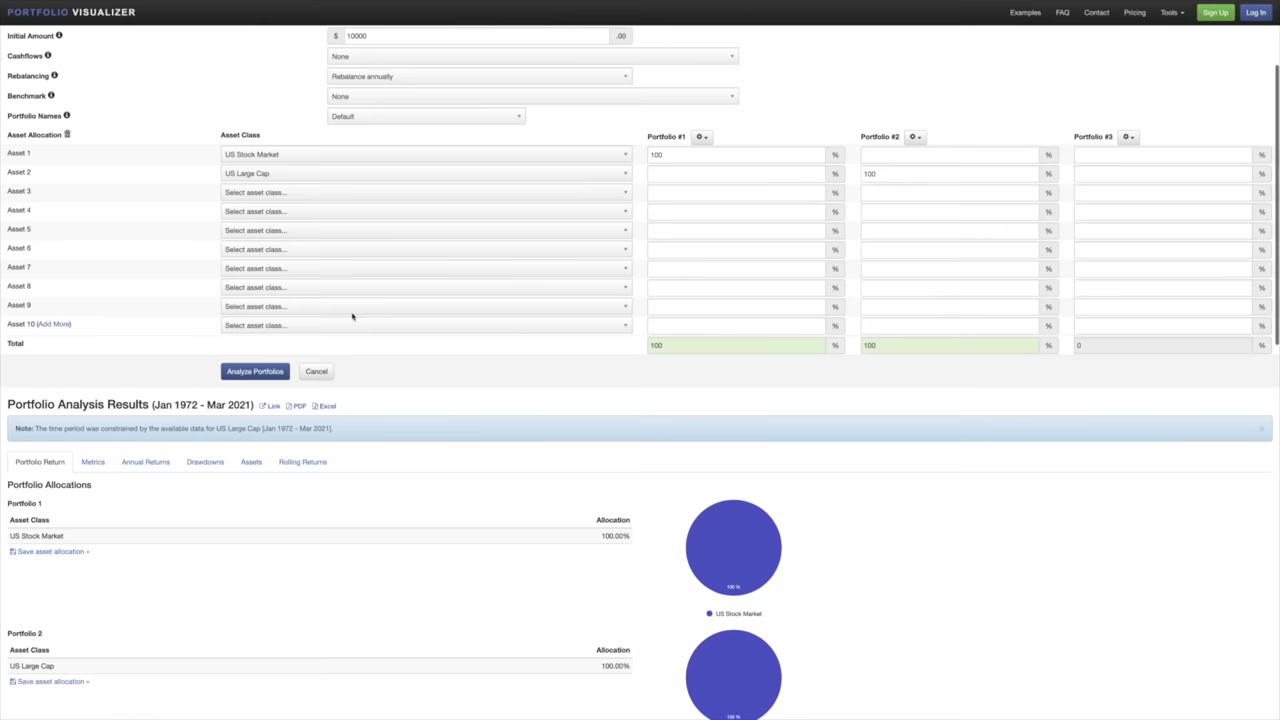 PORTFOLIO VISUALIZER Examples FAQ Contact Pricing Tools Sign Up Log In
Initial Amount $ 10000 .00
Cashflows None
Rebalancing Rebalance annually
Benchmark None
Portfolio Names Default
Asset Allocation Asset Class Portfolio #1 Portfolio #2 Portfolio #3
Asset 1 US Stock Market 100 % % %
Asset 2 US Large Cap % 100 % %
Asset 3 Select asset class... % % %
Asset 4 Select asset class... % % %
Asset 5 Select asset class... % % %
Asset 6 Select asset class... % % %
Asset 7 Select asset class... % % %
Asset 8 Select asset class... % % %
Asset 9 Select asset class... % % %
Asset 10 (Add More) Select asset class... % % %
Total 100 % 100 % 0 %
Analyze Portfolios Cancel
Portfolio Analysis Results (Jan 1972 - Mar 2021) Link PDF Excel
Note: The time period was constrained by the available data for US Large Cap [Jan 1972 - Mar 2021]. ×
Portfolio Return Metrics Annual Returns Drawdowns Assets Rolling Returns
Portfolio Allocations
Portfolio 1
Asset Class Allocation
US Stock Market 100.00%
Save asset allocation »
100 %
US Stock Market
Portfolio 2
Asset Class Allocation
US Large Cap 100.00%
Save asset allocation »
100 %